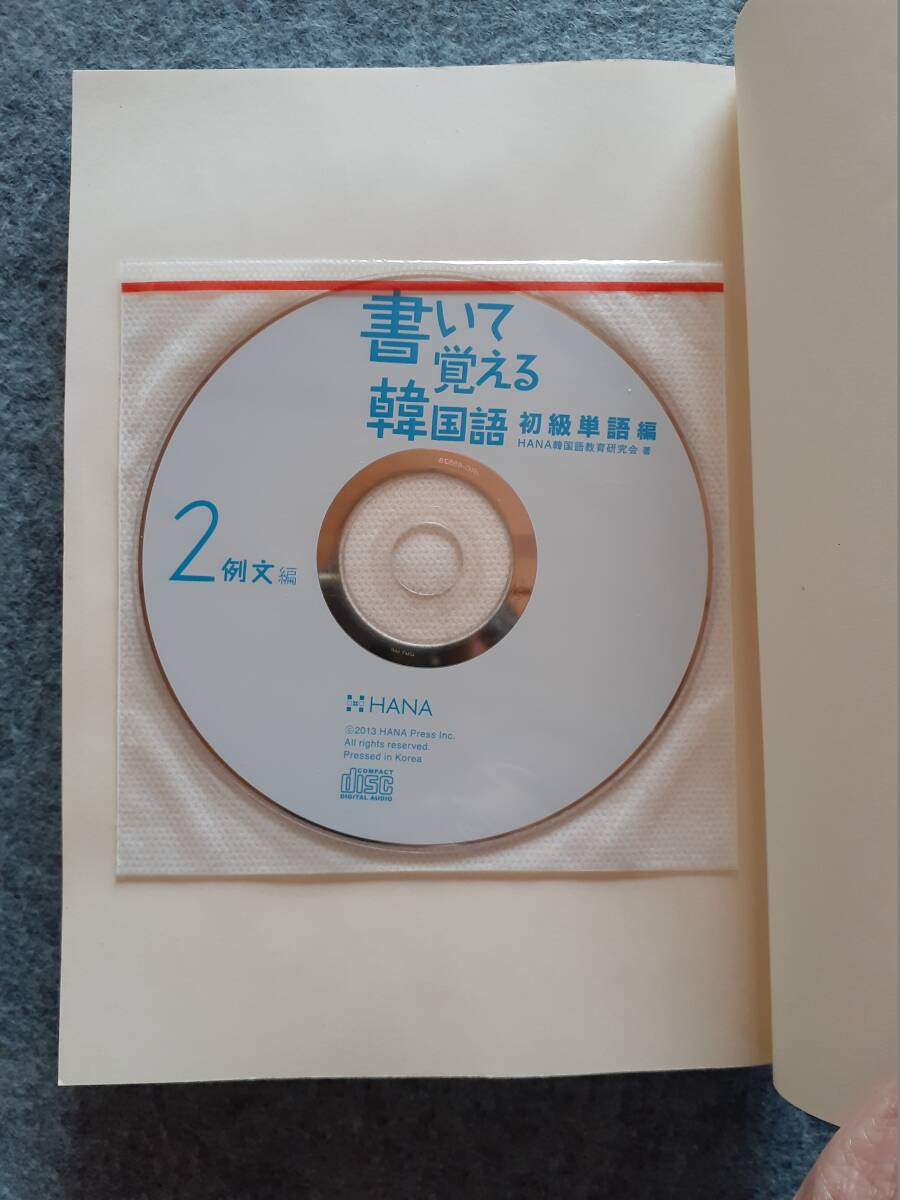 書いて
覚える
韓国語 初級単語編
HANA韓国語教育研究会 著
2 例文編
HANA
©2013 HANA Press Inc.
All rights reserved.
Pressed in Korea
COMPACT
disc
DIGITAL AUDIO